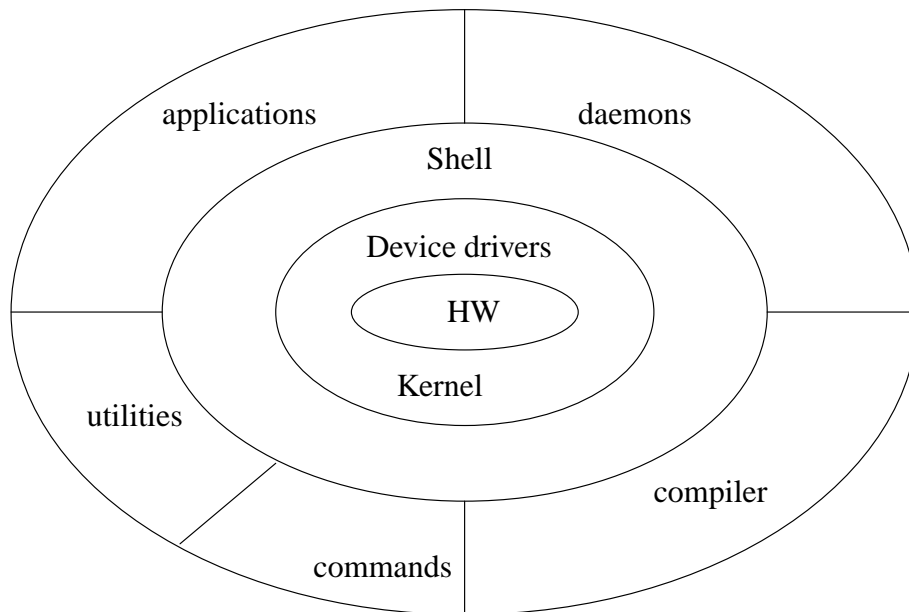 applications
daemons
Shell
Device drivers
HW
Kernel
utilities
compiler
commands